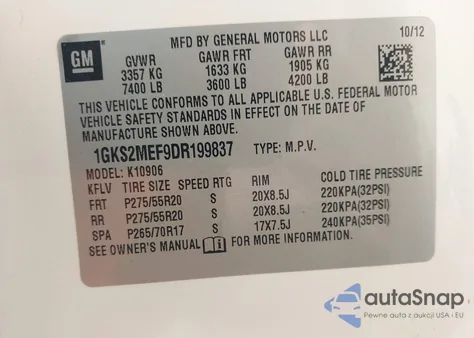 GM
MFD BY GENERAL MOTORS LLC
10/12
GVWR GAWR FRT GAWR RR
3357 KG 1633 KG 1905 KG
7400 LB 3600 LB 4200 LB
THIS VEHICLE CONFORMS TO ALL APPLICABLE U.S. FEDERAL MOTOR
VEHICLE SAFETY STANDARDS IN EFFECT ON THE DATE OF
MANUFACTURE SHOWN ABOVE.
1GKS2MEF9DR199837 TYPE: M.P.V.
MODEL: K10906
KFLV TIRE SIZE SPEED RTG RIM COLD TIRE PRESSURE
FRT P275/55R20 S 20X8.5J 220KPA(32PSI)
RR P275/55R20 S 20X8.5J 220KPA(32PSI)
SPA P265/70R17 S 17X7.5J 240KPA(35PSI)
SEE OWNER'S MANUAL FOR MORE INFORMATION.
autoSnap
Pewne auta z aukcji USA i EU